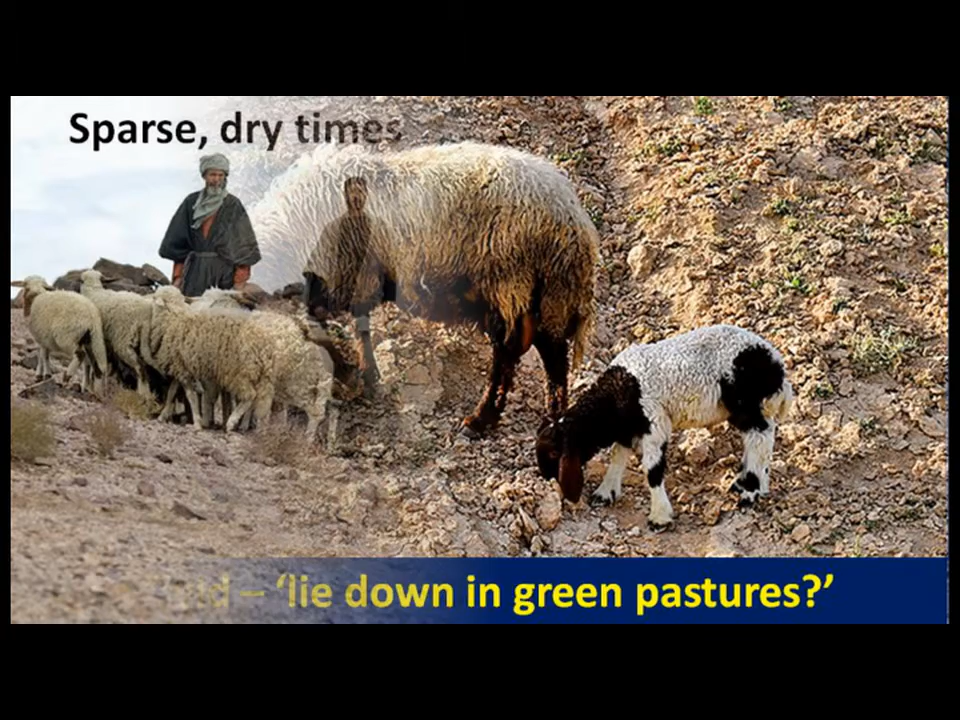 Sparse, dry times
– ‘lie down in green pastures?’